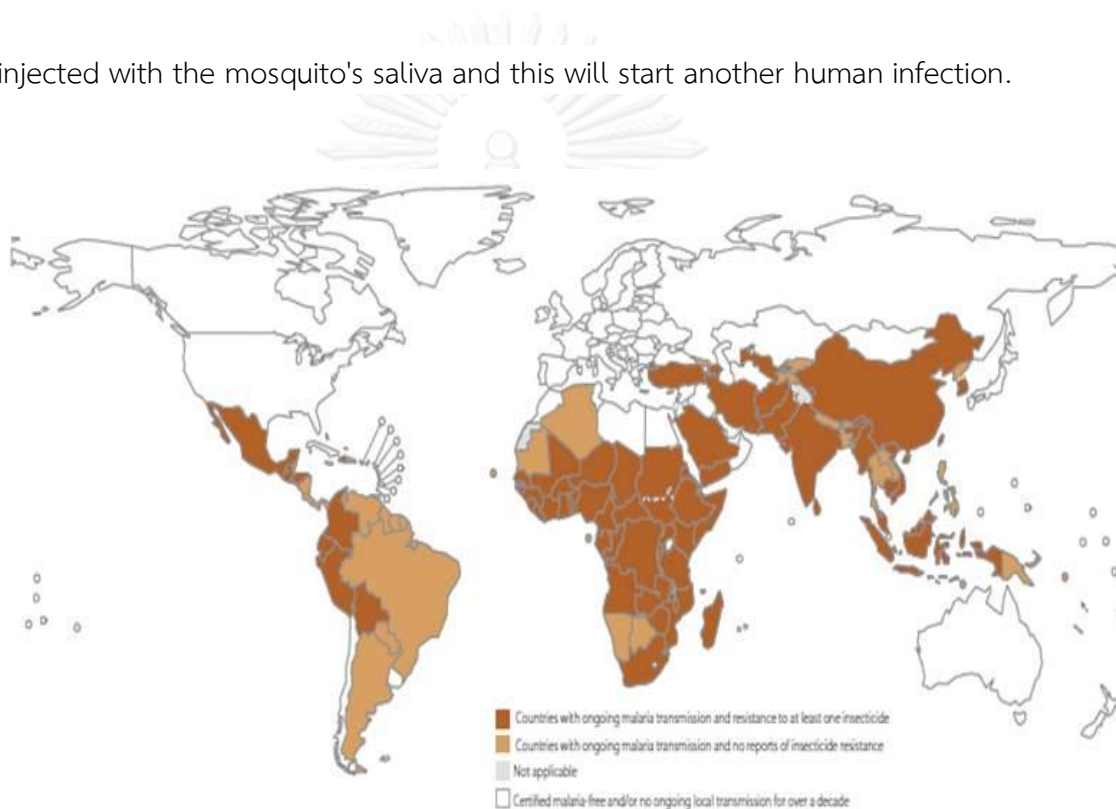 injected with the mosquito's saliva and this will start another human infection.
Countries with ongoing malaria transmission and resistance to at least one insecticide
Countries with ongoing malaria transmission and no reports of insecticide resistance
Not applicable
Certified malaria-free and/or no ongoing local transmission for over a decade